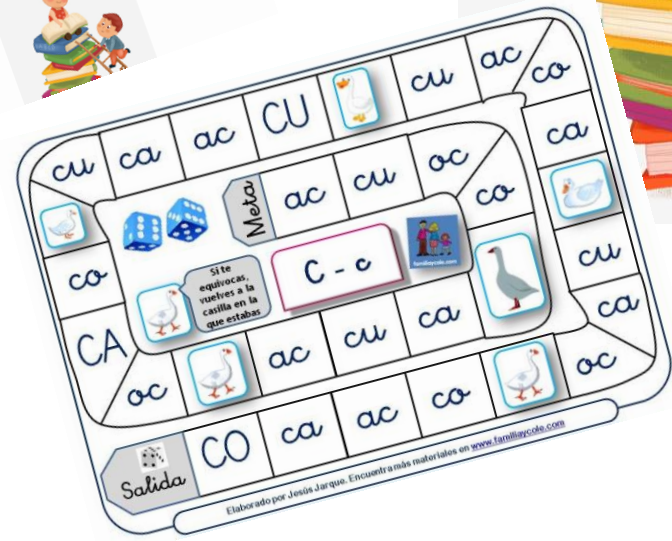 cu ca ac CU cu ac co
ca
cu
ca
oc
co
CA
oc
Meta ac cu oc co
Si te
equivocas,
vuelves a la
casilla en la
que estabas
C - c
familiaycole.com
ac cu ca
Salida CO ca ac co
Elaborado por Jesús Jarque. Encuentra más materiales en www.familiaycole.com